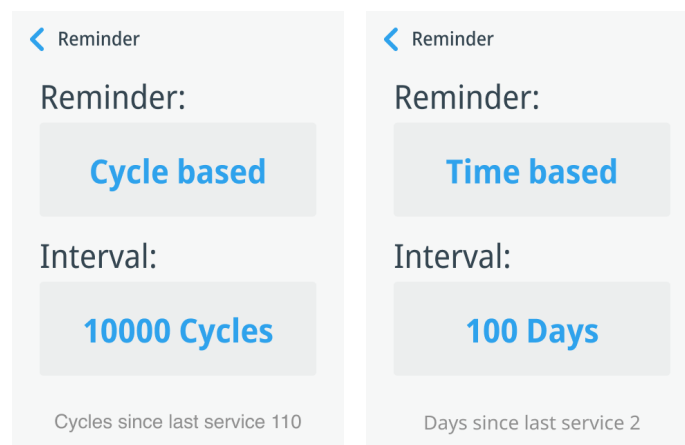 Reminder
Reminder:
Cycle based
Interval:
10000 Cycles
Cycles since last service 110
Reminder
Reminder:
Time based
Interval:
100 Days
Days since last service 2